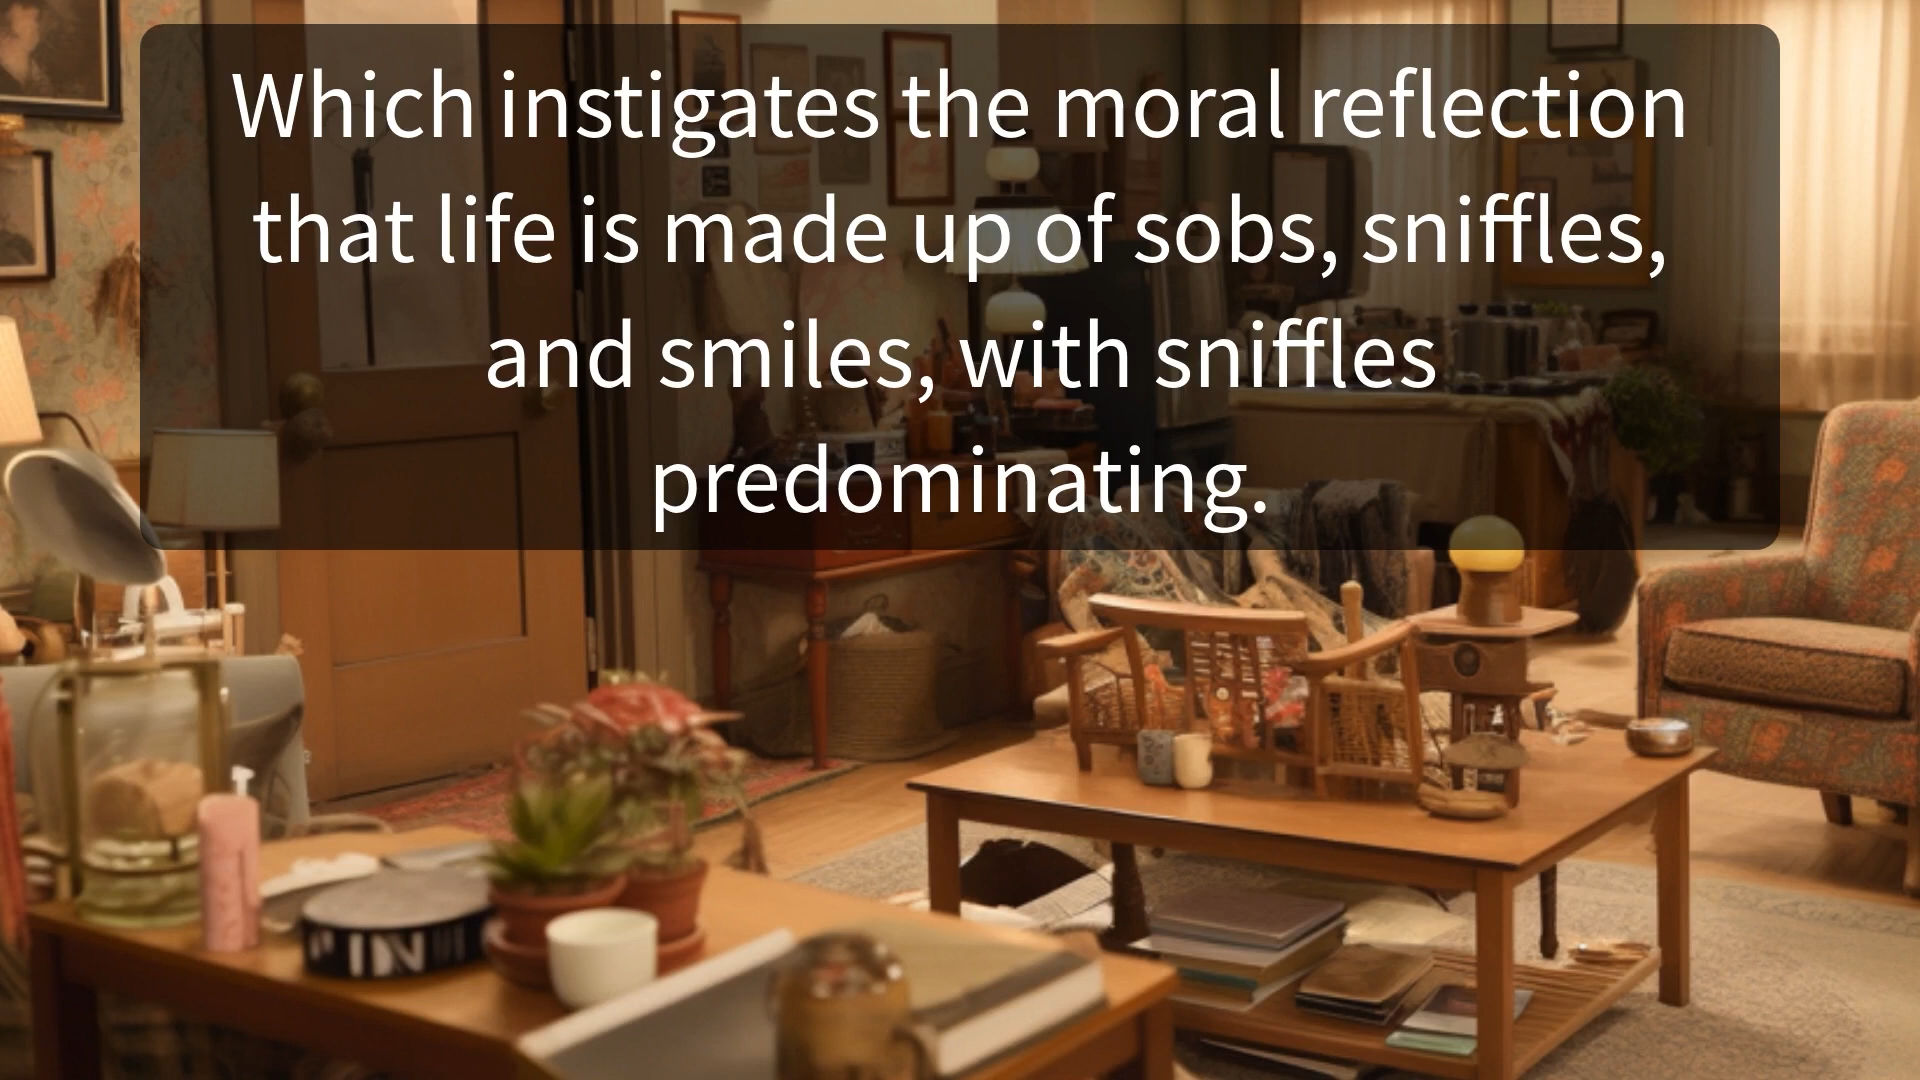 Which instigates the moral reflection
that life is made up of sobs, sniffles,
and smiles, with sniffles
predominating.